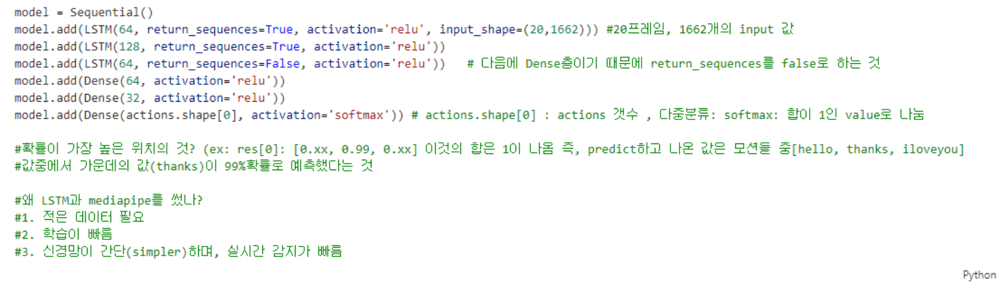 model = Sequential()
model.add(LSTM(64, return_sequences=True, activation='relu', input_shape=(20,1662))) #20프레임, 1662개의 input 값
model.add(LSTM(128, return_sequences=True, activation='relu'))
model.add(LSTM(64, return_sequences=False, activation='relu'))   # 다음에 Dense층이기 때문에 return_sequences를 false로 하는 것
model.add(Dense(64, activation='relu'))
model.add(Dense(32, activation='relu'))
model.add(Dense(actions.shape[0], activation='softmax')) # actions.shape[0] : actions 갯수 , 다중분류: softmax: 합이 1인 value로 나눔
#확률이 가장 높은 위치의 것? (ex: res[0]: [0.xx, 0.99, 0.xx] 이것의 합은 1이 나옴 즉, predict하고 나온 값은 모션들 중[hello, thanks, iloveyou]
#값중에서 가운데의 값(thanks)이 99%확률로 예측했다는 것
#왜 LSTM과 mediapipe를 썼나?
#1. 적은 데이터 필요
#2. 학습이 빠름
#3. 신경망이 간단(simpler)하며, 실시간 감지가 빠름
Python